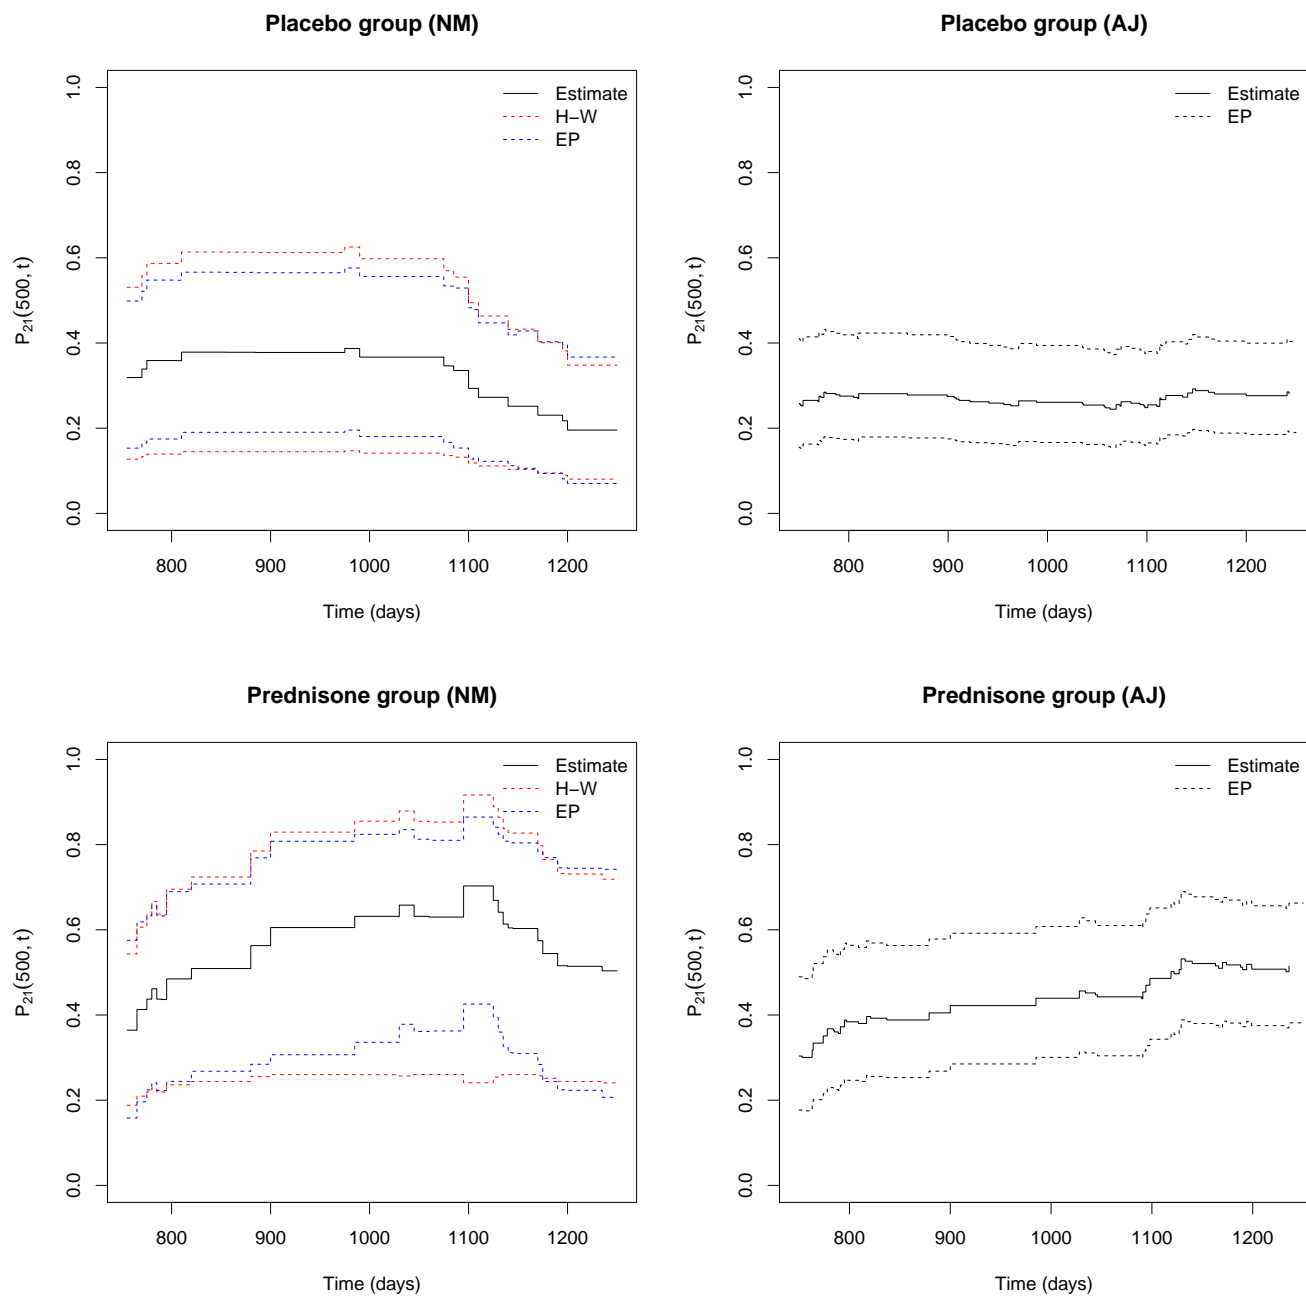 Placebo group (NM)
P21(500, t)
1.0
0.8
0.6
0.4
0.2
0.0
Estimate
H−W
EP
800 900 1000 1100 1200
Time (days)
Placebo group (AJ)
P21(500, t)
1.0
0.8
0.6
0.4
0.2
0.0
Estimate
EP
800 900 1000 1100 1200
Time (days)
Prednisone group (NM)
P21(500, t)
1.0
0.8
0.6
0.4
0.2
0.0
Estimate
H−W
EP
800 900 1000 1100 1200
Time (days)
Prednisone group (AJ)
P21(500, t)
1.0
0.8
0.6
0.4
0.2
0.0
Estimate
EP
800 900 1000 1100 1200
Time (days)